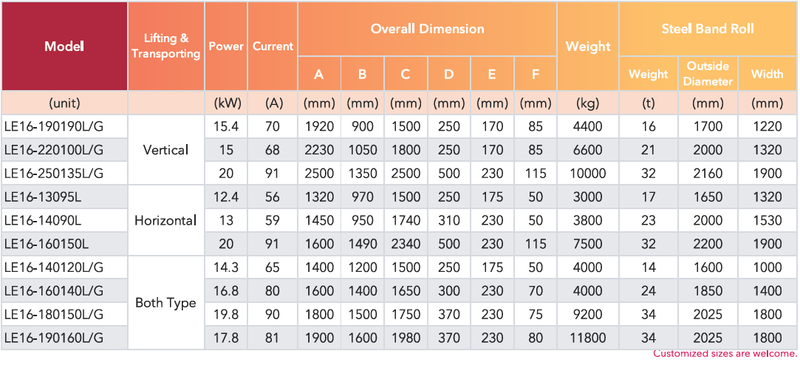 Model Lifting & Transporting Power Current Overall Dimension Weight Steel Band Roll
A B C D E F Weight Outside Diameter Width
(unit) (kW) (A) (mm) (mm) (mm) (mm) (mm) (mm) (kg) (t) (mm) (mm)
LE16-190190L/G 15.4 70 1920 900 1500 250 170 85 4400 16 1700 1220
LE16-220100L/G Vertical 15 68 2230 1050 1800 250 170 85 6600 21 2000 1320
LE16-250135L/G 20 91 2500 1350 2500 500 230 115 10000 32 2160 1900
LE16-13095L 12.4 56 1320 970 1500 250 175 50 3000 17 1650 1320
LE16-14090L Horizontal 13 59 1450 950 1740 310 230 50 3800 23 2000 1530
LE16-160150L 20 91 1600 1490 2340 500 230 115 7500 32 2200 1900
LE16-140120L/G 14.3 65 1400 1200 1500 250 175 50 4000 14 1600 1000
LE16-160140L/G Both Type 16.8 80 1600 1400 1650 300 230 70 4000 24 1850 1400
LE16-180150L/G 19.8 90 1800 1500 1750 370 230 75 9200 34 2025 1800
LE16-190160L/G 17.8 81 1900 1600 1980 370 230 80 11800 34 2025 1800
Customized sizes are welcome.